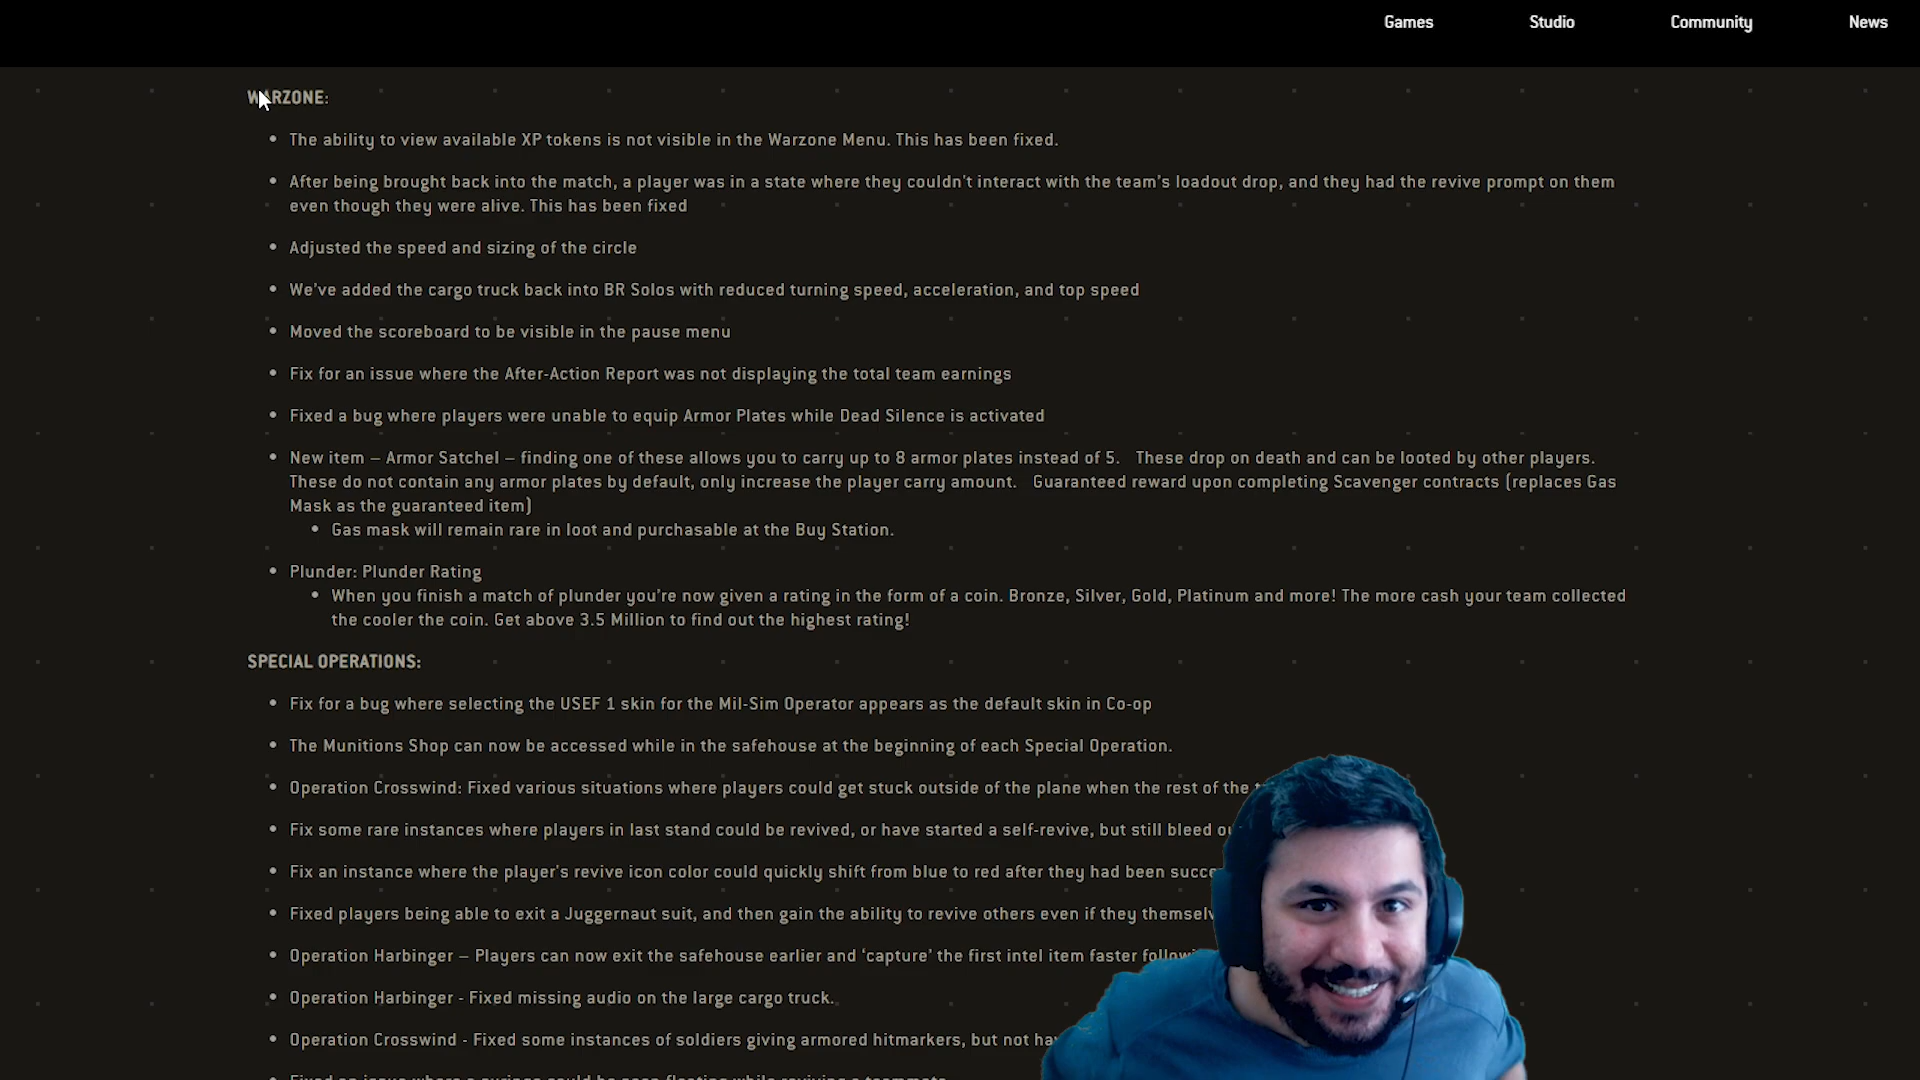 Games Studio Community News
WARZONE:
• The ability to view available XP tokens is not visible in the Warzone Menu. This has been fixed.
• After being brought back into the match, a player was in a state where they couldn't interact with the team's loadout drop, and they had the revive prompt on them
even though they were alive. This has been fixed
• Adjusted the speed and sizing of the circle
• We've added the cargo truck back into BR Solos with reduced turning speed, acceleration, and top speed
• Moved the scoreboard to be visible in the pause menu
• Fix for an issue where the After-Action Report was not displaying the total team earnings
• Fixed a bug where players were unable to equip Armor Plates while Dead Silence is activated
• New item – Armor Satchel – finding one of these allows you to carry up to 8 armor plates instead of 5. These drop on death and can be looted by other players.
These do not contain any armor plates by default, only increase the player carry amount. Guaranteed reward upon completing Scavenger contracts (replaces Gas
Mask as the guaranteed item)
• Gas mask will remain rare in loot and purchasable at the Buy Station.
• Plunder: Plunder Rating
• When you finish a match of plunder you're now given a rating in the form of a coin. Bronze, Silver, Gold, Platinum and more! The more cash your team collected
the cooler the coin. Get above 3.5 Million to find out the highest rating!
SPECIAL OPERATIONS:
• Fix for a bug where selecting the USEF 1 skin for the Mil-Sim Operator appears as the default skin in Co-op
• The Munitions Shop can now be accessed while in the safehouse at the beginning of each Special Operation.
• Operation Crosswind: Fixed various situations where players could get stuck outside of the plane when the rest of the
• Fix some rare instances where players in last stand could be revived, or have started a self-revive, but still bleed
• Fix an instance where the player's revive icon color could quickly shift from blue to red after they had been
• Fixed players being able to exit a Juggernaut suit, and then gain the ability to revive others even if they
• Operation Harbinger – Players can now exit the safehouse earlier and ‘capture’ the first intel item faster
• Operation Harbinger - Fixed missing audio on the large cargo truck.
• Operation Crosswind - Fixed some instances of soldiers giving armored hitmarkers, but not